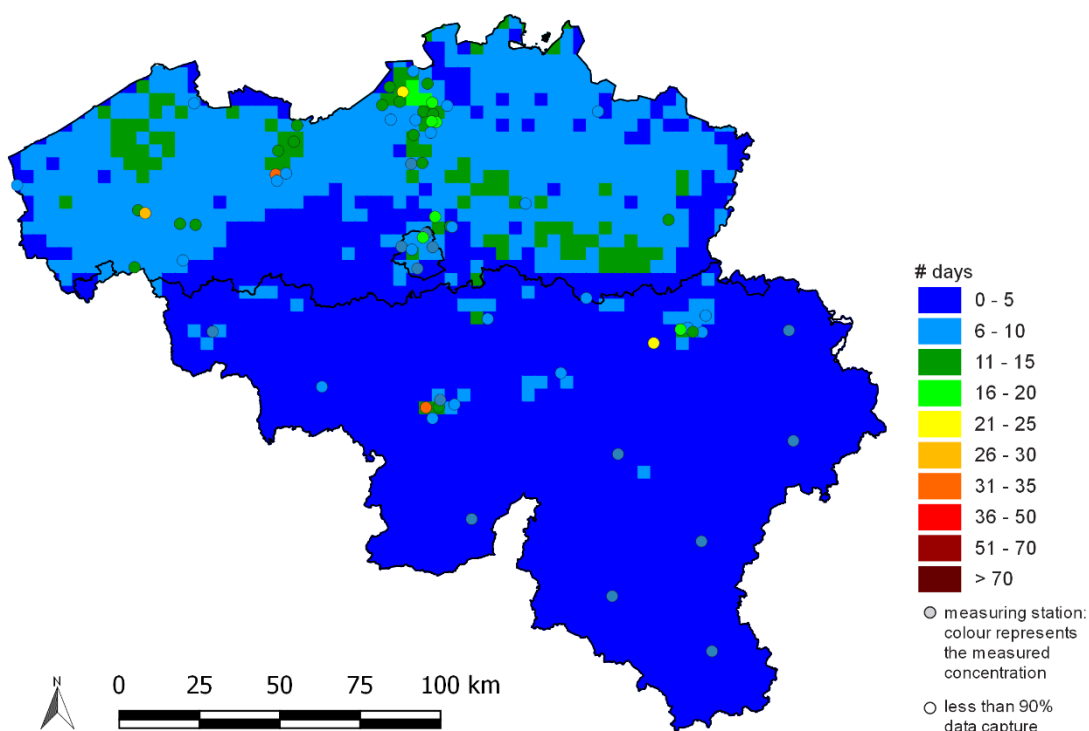 # days
0 - 5
6 - 10
11 - 15
16 - 20
21 - 25
26 - 30
31 - 35
36 - 50
51 - 70
> 70
measuring station:
colour represents
the measured
concentration
less than 90%
data capture
N
0 25 50 75 100 km